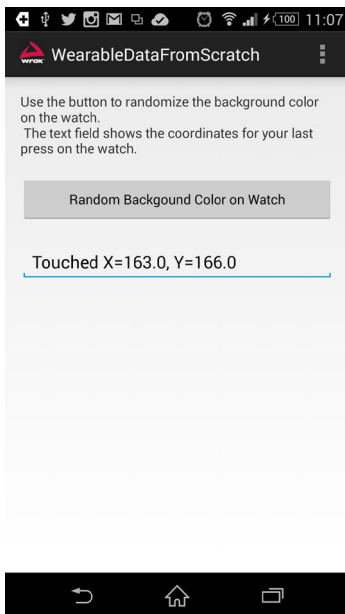 100 11:07
wrox WearableDataFromScratch
Use the button to randomize the background color
on the watch.
The text field shows the coordinates for your last
press on the watch.
Random Backgound Color on Watch
Touched X=163.0, Y=166.0